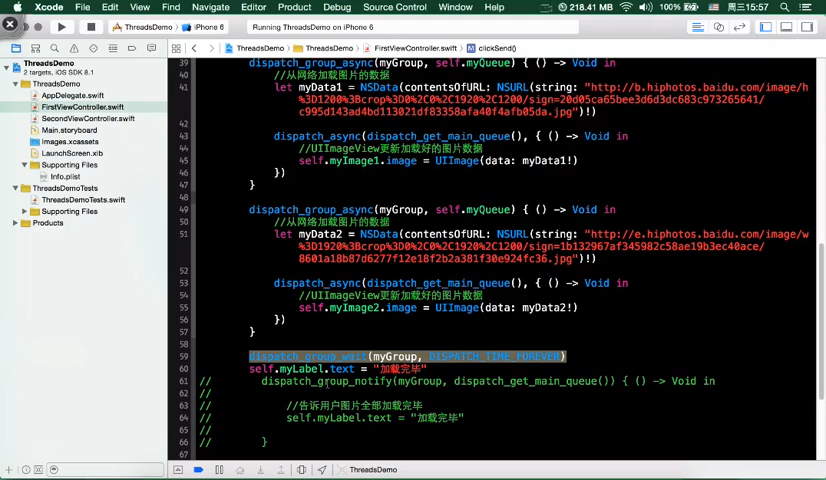 Xcode File Edit View Find Navigate Editor Product Debug Source Control Window Help 218.41 MB 100% 周三15:57
ThreadsDemo iPhone 6 Running ThreadsDemo on iPhone 6
ThreadsDemo ThreadsDemo FirstViewController.swift clickSend()
ThreadsDemo
2 targets, iOS SDK 8.1
ThreadsDemo
AppDelegate.swift
FirstViewController.swift
SecondViewController.swift
Main.storyboard
Images.xcassets
LaunchScreen.xib
Supporting Files
Info.plist
ThreadsDemoTests
ThreadsDemoTests.swift
Supporting Files
Products
39 dispatch_group_async(myGroup, self.myQueue) { () -> Void in
40 //从网络加载图片的数据
41 let myData1 = NSData(contentsOfURL: NSURL(string: "http://b.hiphotos.baidu.com/image/h
%3D1200%3Bcrop%3D0%2C0%2C1920%2C1200/sign=20d05ca65bee3d6d3dc683c973265641/
c995d143ad4bd113021df83358afa40f4afb05da.jpg")!)
42
43 dispatch_async(dispatch_get_main_queue(), { () -> Void in
44 //UIImageView更新加载好的图片数据
45 self.myImage1.image = UIImage(data: myData1!)
46 })
47 }
48
49 dispatch_group_async(myGroup, self.myQueue) { () -> Void in
50 //从网络加载图片的数据
51 let myData2 = NSData(contentsOfURL: NSURL(string: "http://e.hiphotos.baidu.com/image/w
%3D1920%3Bcrop%3D0%2C0%2C1920%2C1200/sign=1b132967af345982c58ae19b3ec40ace/
8601a18b87d6277f12e18f2b2a381f30e924fc36.jpg")!)
52
53 dispatch_async(dispatch_get_main_queue(), { () -> Void in
54 //UIImageView更新加载好的图片数据
55 self.myImage2.image = UIImage(data: myData2!)
56 })
57 }
58
59 dispatch_group_wait(myGroup, DISPATCH_TIME_FOREVER)
60 self.myLabel.text = "加载完毕"
61 // dispatch_group_notify(myGroup, dispatch_get_main_queue()) { () -> Void in
62 //
63 // //告诉用户图片全部加载完毕
64 // self.myLabel.text = "加载完毕"
65 //
66 // }
67
ThreadsDemo